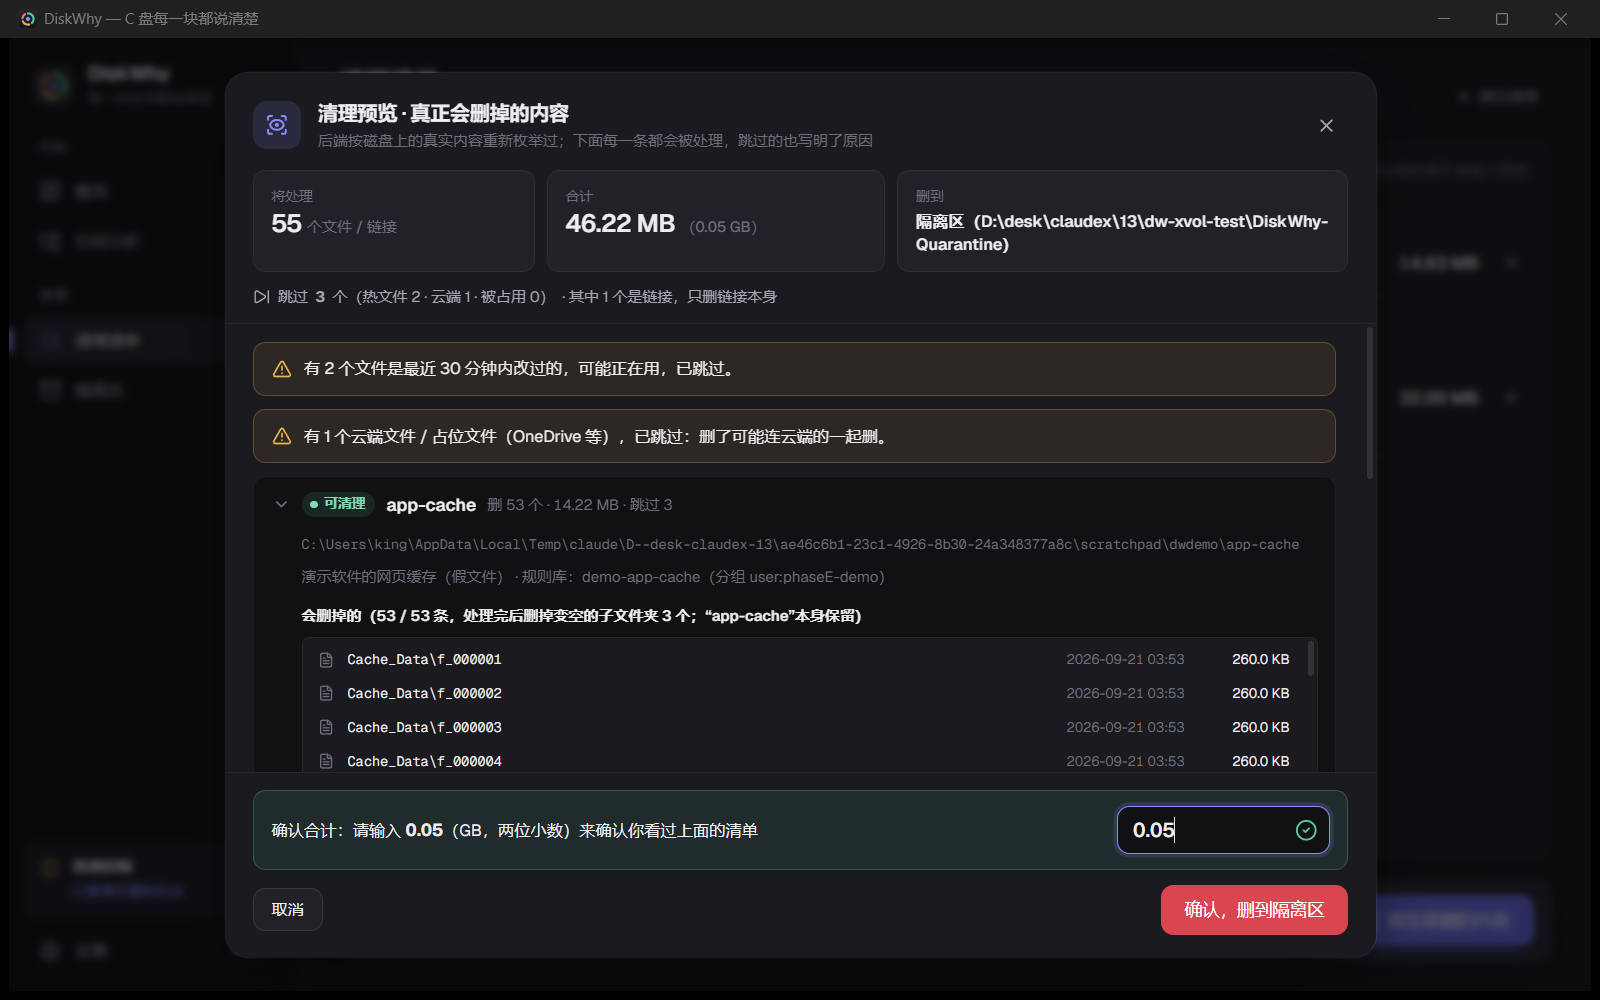 DiskWhy — C 盘每一块都说清楚
DiskWhy
清理预览 · 真正会删掉的内容
后端按磁盘上的真实内容重新枚举过；下面每一条都会被处理，跳过的也写明了原因
将处理
55 个文件 / 链接
合计
46.22 MB (0.05 GB)
删到
隔离区（D:\desk\claudex\13\dw-xvol-test\DiskWhy-
Quarantine）
跳过 3 个（热文件 2 · 云端 1 · 被占用 0） · 其中 1 个是链接，只删链接本身
有 2 个文件是最近 30 分钟内改过的，可能正在用，已跳过。
有 1 个云端文件 / 占位文件（OneDrive 等），已跳过：删了可能连云端的一起删。
可清理 app-cache 删 53 个 · 14.22 MB · 跳过 3
C:\Users\king\AppData\Local\Temp\claude\D--desk-claudex-13\ae46c6b1-23c1-4926-8b30-24a348377a8c\scratchpad\dwdemo\app-cache
演示软件的网页缓存（假文件） · 规则库：demo-app-cache（分组 user:phaseE-demo）
会删掉的（53 / 53 条，处理完后删掉变空的子文件夹 3 个；“app-cache”本身保留）
Cache_Data\f_000001 2026-09-21 03:53 260.0 KB
Cache_Data\f_000002 2026-09-21 03:53 260.0 KB
Cache_Data\f_000003 2026-09-21 03:53 260.0 KB
Cache_Data\f_000004 2026-09-21 03:53 260.0 KB
确认合计：请输入 0.05（GB，两位小数）来确认你看过上面的清单
0.05
取消
确认，删到隔离区